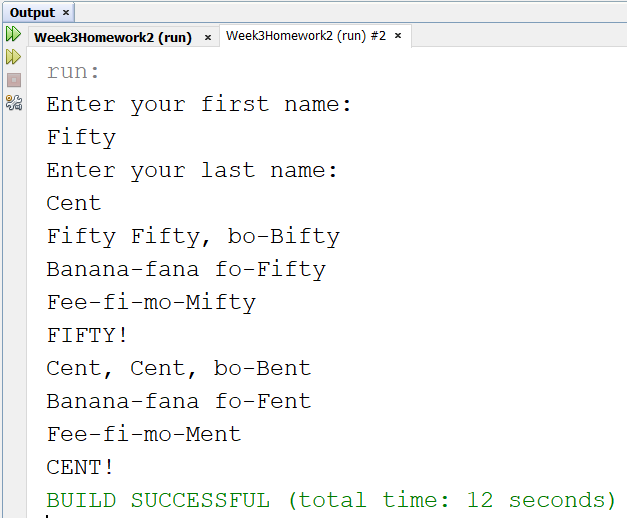 Output ×
Week3Homework2 (run) × Week3Homework2 (run) #2 ×
run:
Enter your first name:
Fifty
Enter your last name:
Cent
Fifty Fifty, bo-Bifty
Banana-fana fo-Fifty
Fee-fi-mo-Mifty
FIFTY!
Cent, Cent, bo-Bent
Banana-fana fo-Fent
Fee-fi-mo-Ment
CENT!
BUILD SUCCESSFUL (total time: 12 seconds)